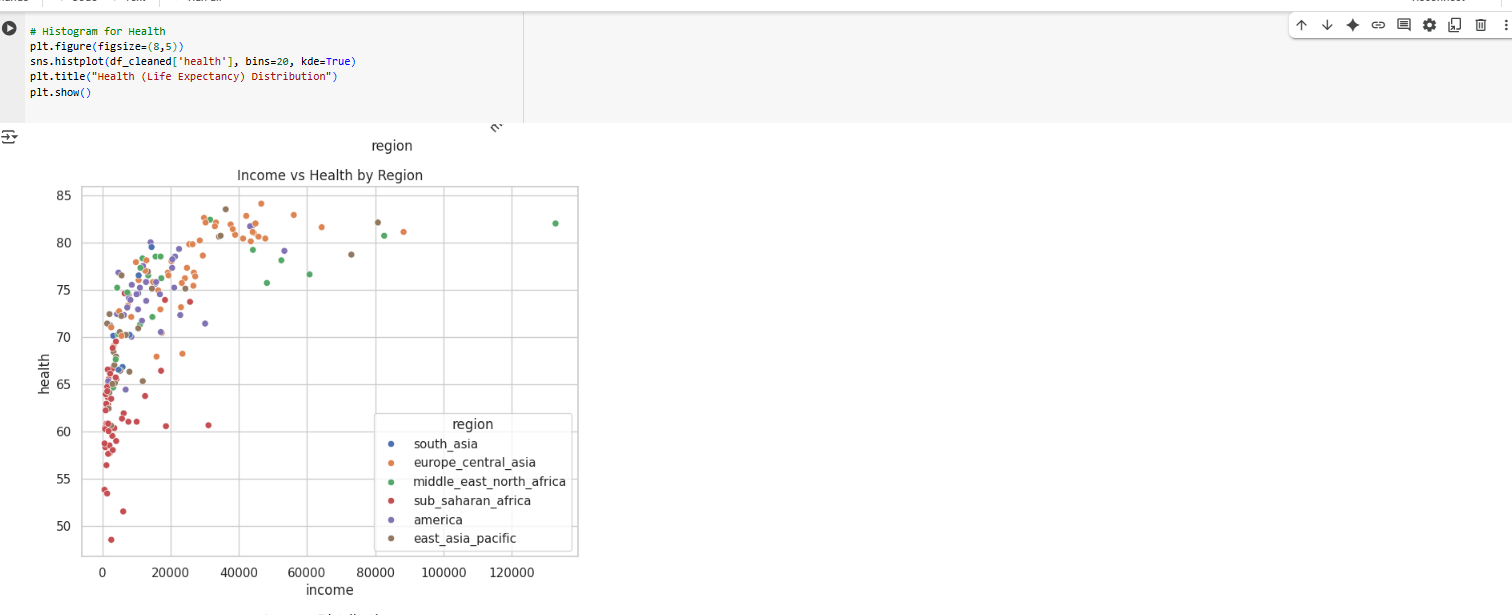 # Histogram for Health
plt.figure(figsize=(8,5))
sns.histplot(df_cleaned['health'], bins=20, kde=True)
plt.title("Health (Life Expectancy) Distribution")
plt.show()
region
Income vs Health by Region
85
80
75
70
65
60
55
50
health
region
south_asia
europe_central_asia
middle_east_north_africa
sub_saharan_africa
america
east_asia_pacific
0 20000 40000 60000 80000 100000 120000
income